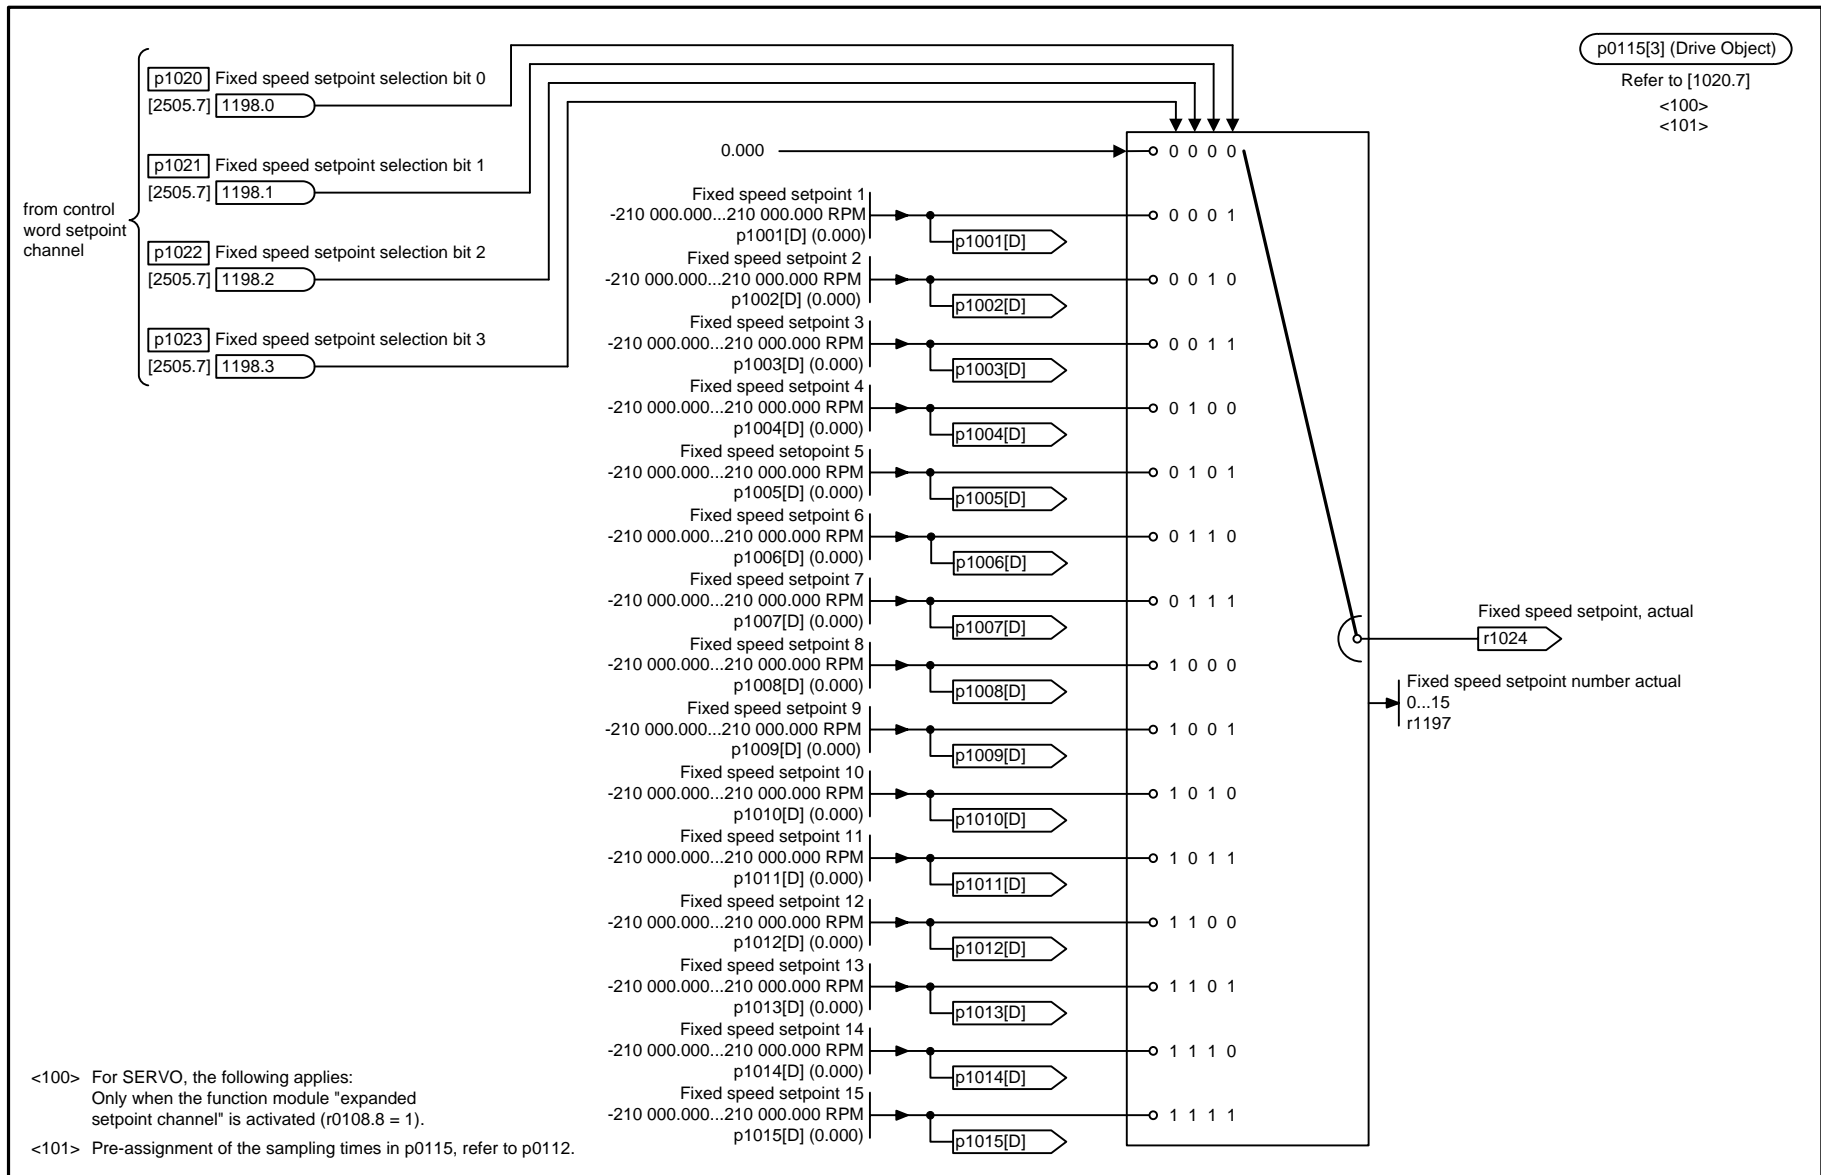 p0115[3] (Drive Object)
Refer to [1020.7]
<100>
<101>
from control
word setpoint
channel
p1020 Fixed speed setpoint selection bit 0
[2505.7] 1198.0
p1021 Fixed speed setpoint selection bit 1
[2505.7] 1198.1
p1022 Fixed speed setpoint selection bit 2
[2505.7] 1198.2
p1023 Fixed speed setpoint selection bit 3
[2505.7] 1198.3
0.000 0 0 0 0
Fixed speed setpoint 1
-210 000.000...210 000.000 RPM 0 0 0 1
p1001[D] (0.000) p1001[D]
Fixed speed setpoint 2
-210 000.000...210 000.000 RPM 0 0 1 0
p1002[D] (0.000) p1002[D]
Fixed speed setpoint 3
-210 000.000...210 000.000 RPM 0 0 1 1
p1003[D] (0.000) p1003[D]
Fixed speed setpoint 4
-210 000.000...210 000.000 RPM 0 1 0 0
p1004[D] (0.000) p1004[D]
Fixed speed setopoint 5
-210 000.000...210 000.000 RPM 0 1 0 1
p1005[D] (0.000) p1005[D]
Fixed speed setpoint 6
-210 000.000...210 000.000 RPM 0 1 1 0
p1006[D] (0.000) p1006[D]
Fixed speed setpoint 7
-210 000.000...210 000.000 RPM 0 1 1 1
p1007[D] (0.000) p1007[D]
Fixed speed setpoint 8
-210 000.000...210 000.000 RPM 1 0 0 0
p1008[D] (0.000) p1008[D]
Fixed speed setpoint 9
-210 000.000...210 000.000 RPM 1 0 0 1
p1009[D] (0.000) p1009[D]
Fixed speed setpoint 10
-210 000.000...210 000.000 RPM 1 0 1 0
p1010[D] (0.000) p1010[D]
Fixed speed setpoint 11
-210 000.000...210 000.000 RPM 1 0 1 1
p1011[D] (0.000) p1011[D]
Fixed speed setpoint 12
-210 000.000...210 000.000 RPM 1 1 0 0
p1012[D] (0.000) p1012[D]
Fixed speed setpoint 13
-210 000.000...210 000.000 RPM 1 1 0 1
p1013[D] (0.000) p1013[D]
Fixed speed setpoint 14
-210 000.000...210 000.000 RPM 1 1 1 0
p1014[D] (0.000) p1014[D]
Fixed speed setpoint 15
-210 000.000...210 000.000 RPM 1 1 1 1
p1015[D] (0.000) p1015[D]
Fixed speed setpoint, actual
r1024
Fixed speed setpoint number actual
0...15
r1197
<100> For SERVO, the following applies:
Only when the function module "expanded
setpoint channel" is activated (r0108.8 = 1).
<101> Pre-assignment of the sampling times in p0115, refer to p0112.